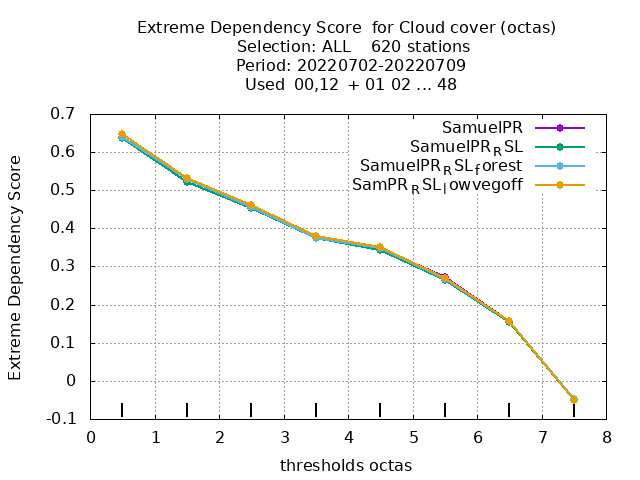 Extreme Dependency Score  for Cloud cover (octas)
Selection: ALL    620 stations
Period: 20220702-20220709
Used  00,12  + 01 02 ... 48
SamuelPR
SamuelPR_RSL
SamuelPR_RSL_forest
SamPR_RSL_lowvegoff
Extreme Dependency Score
0.7
0.6
0.5
0.4
0.3
0.2
0.1
0
-0.1
0 1 2 3 4 5 6 7 8
thresholds octas